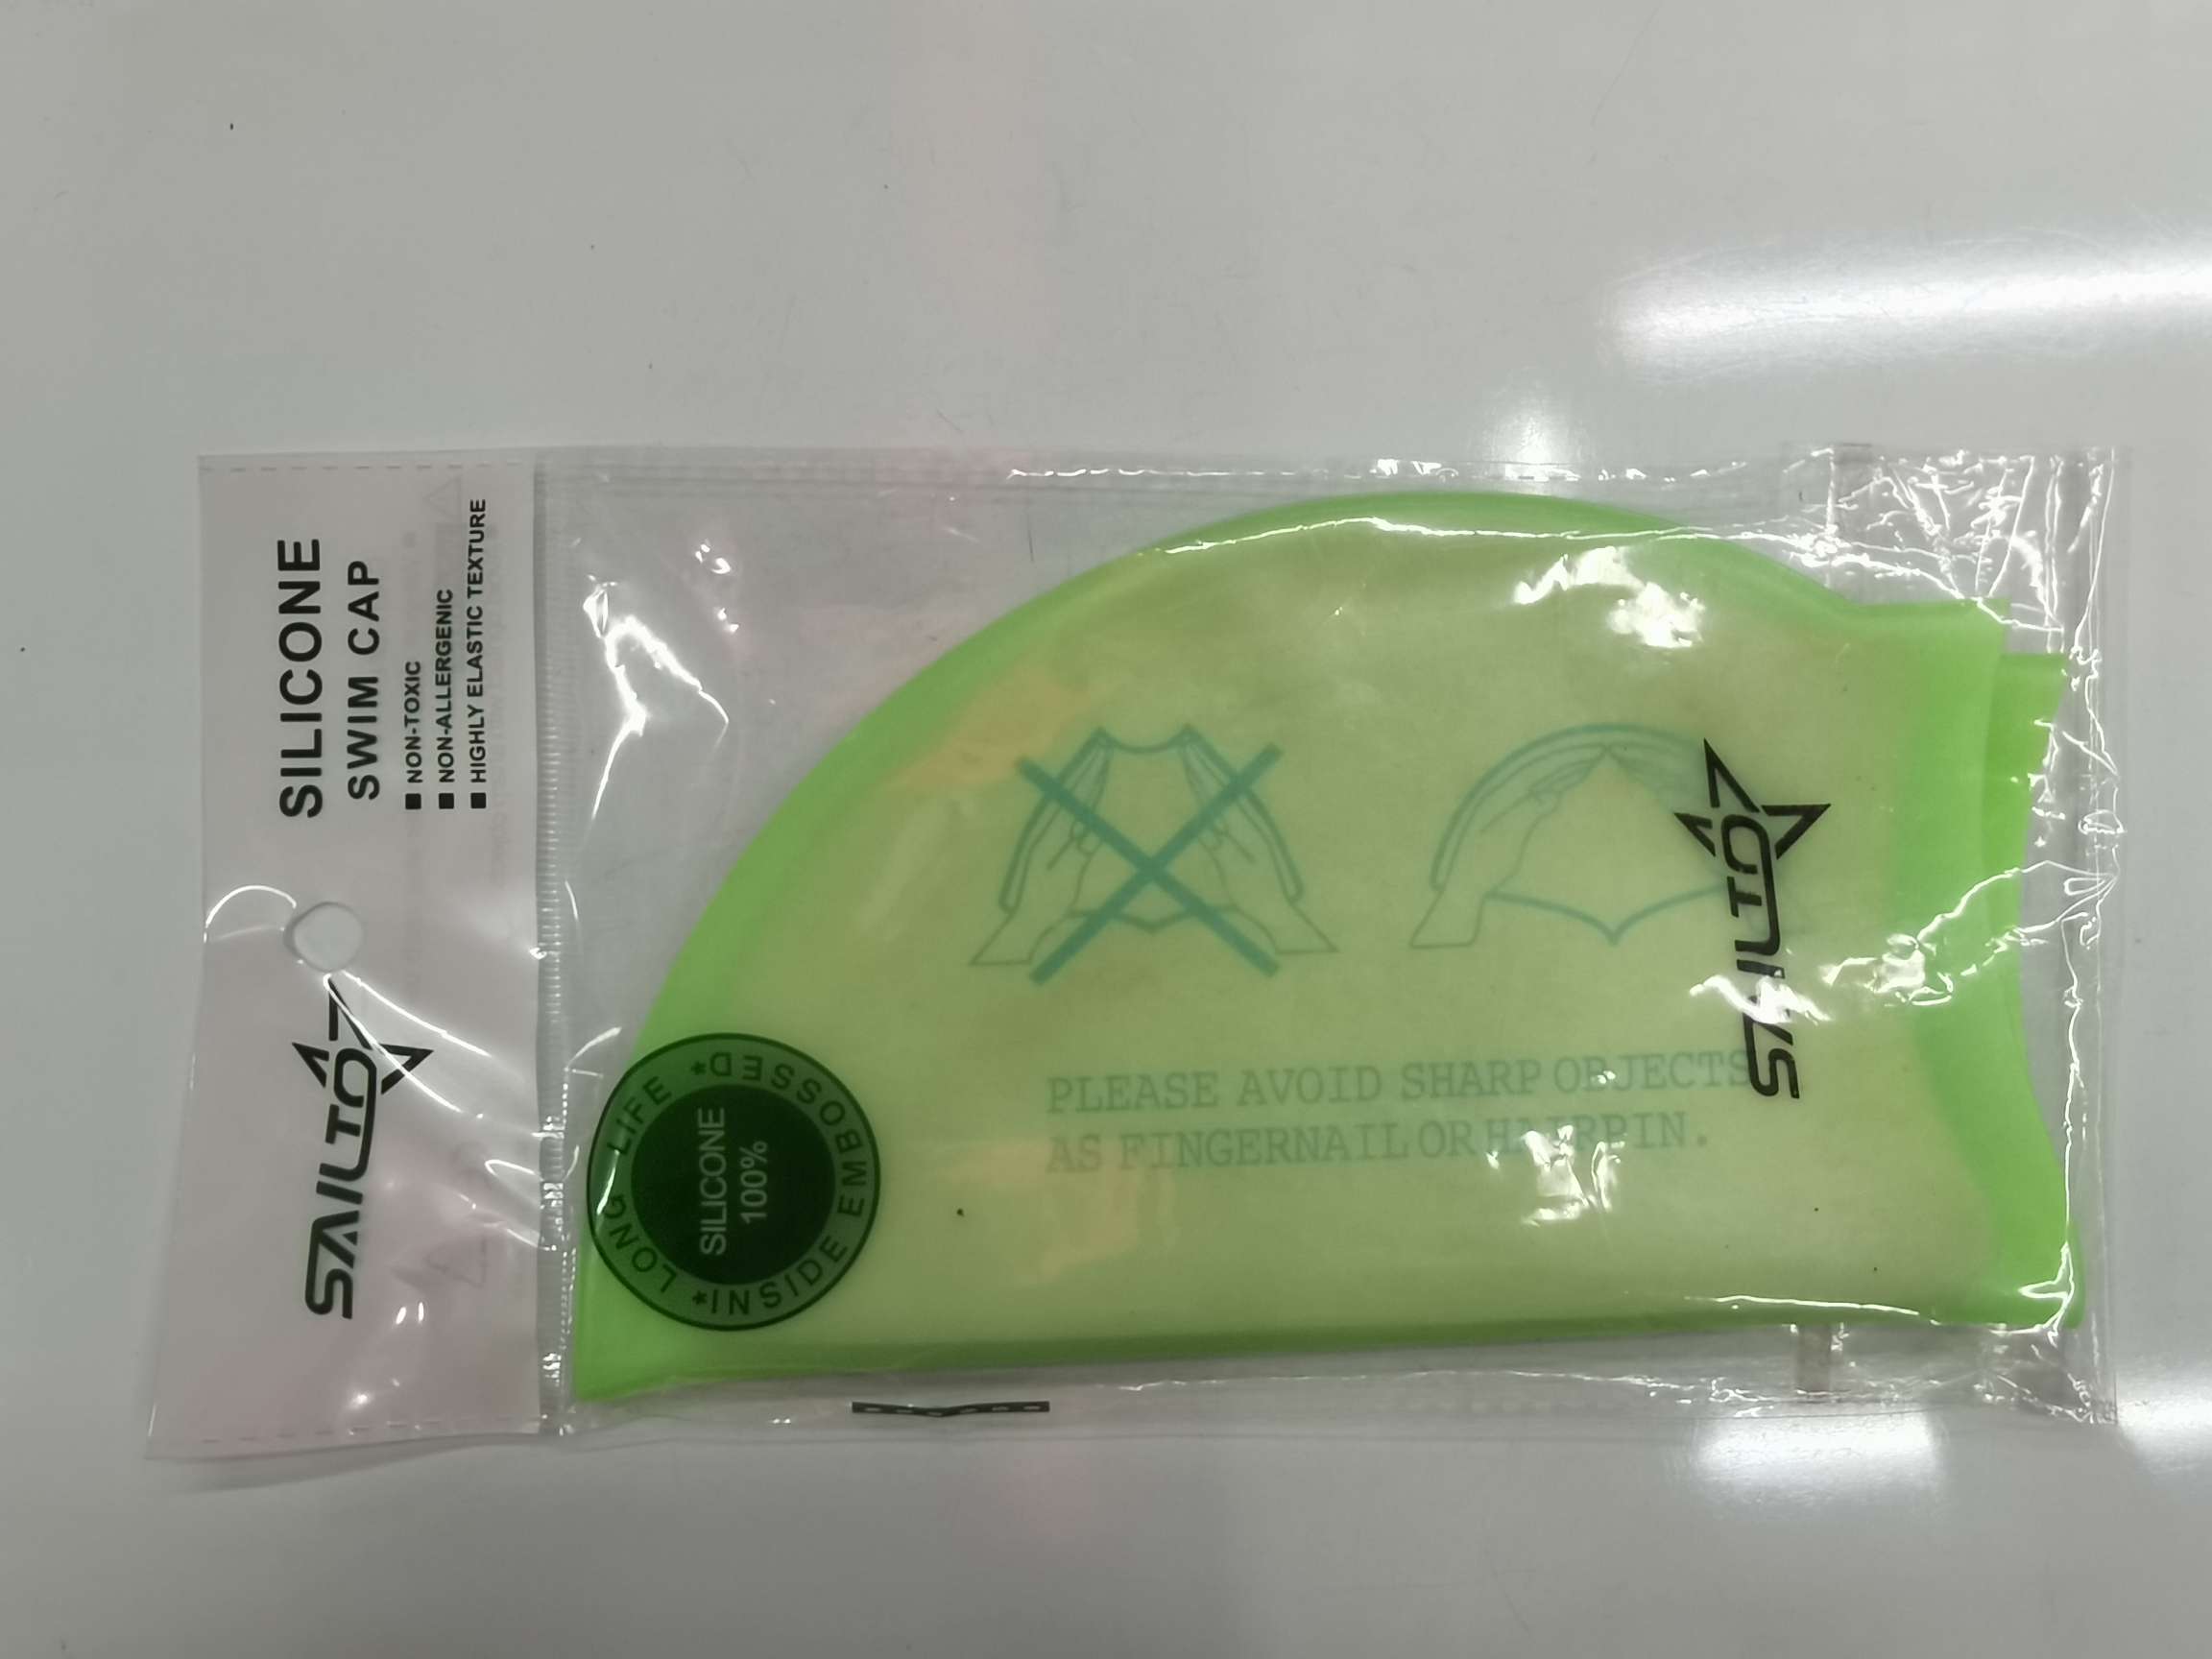 SAILTO
SILICONE
SWIM CAP
■ NON-TOXIC
■ NON-ALLERGENIC
■ HIGHLY ELASTIC TEXTURE
* LONG LIFE *
INSIDE EMBOSSED
SILICONE
100%
PLEASE AVOID SHARP OBJECTS
AS FINGERNAIL OR HAIRPIN.
SAILTO